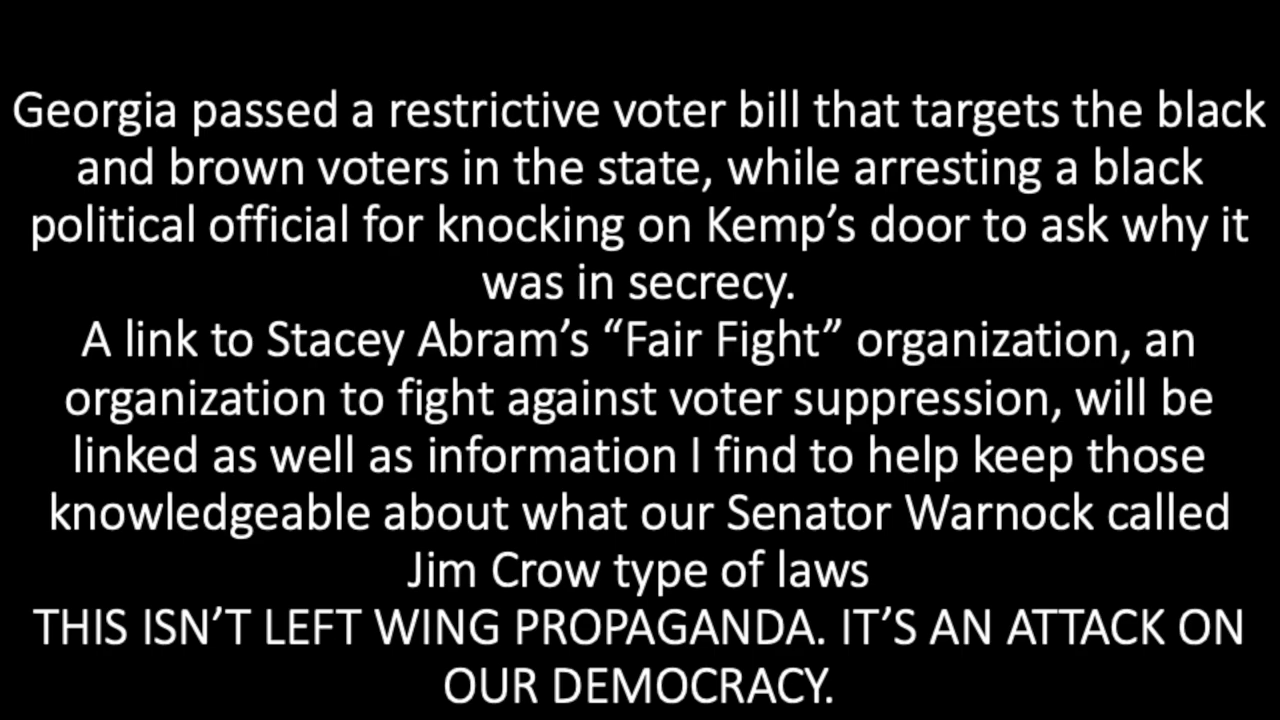 Georgia passed a restrictive voter bill that targets the black
and brown voters in the state, while arresting a black
political official for knocking on Kemp’s door to ask why it
was in secrecy.
A link to Stacey Abram’s “Fair Fight” organization, an
organization to fight against voter suppression, will be
linked as well as information I find to help keep those
knowledgeable about what our Senator Warnock called
Jim Crow type of laws
THIS ISN’T LEFT WING PROPAGANDA. IT’S AN ATTACK ON
OUR DEMOCRACY.